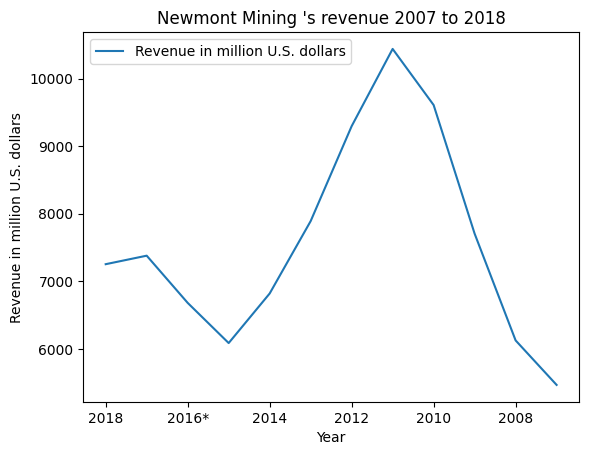 Newmont Mining 's revenue 2007 to 2018
Revenue in million U.S. dollars
Revenue in million U.S. dollars
10000
9000
8000
7000
6000
2018 2016* 2014 2012 2010 2008
Year